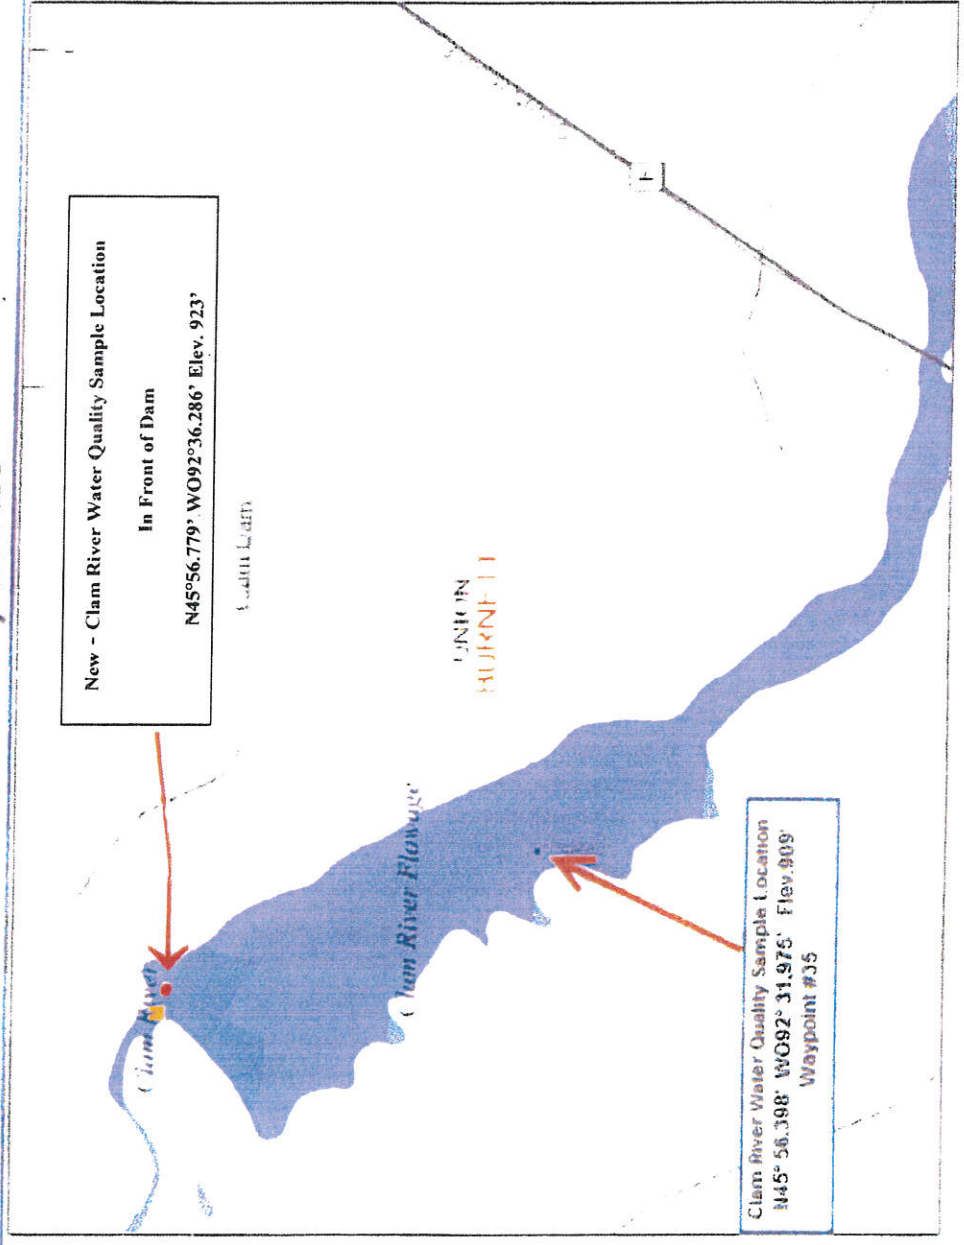 New - Clam River Water Quality Sample Location
In Front of Dam
N45°56.779' WO92°36.286' Elev. 923'
Clam River
Clam River Flowage
UNION
BURNETT
Clam River Water Quality Sample Location
N45° 56.398' WO92° 31.975' Elev.909'
Waypoint #35